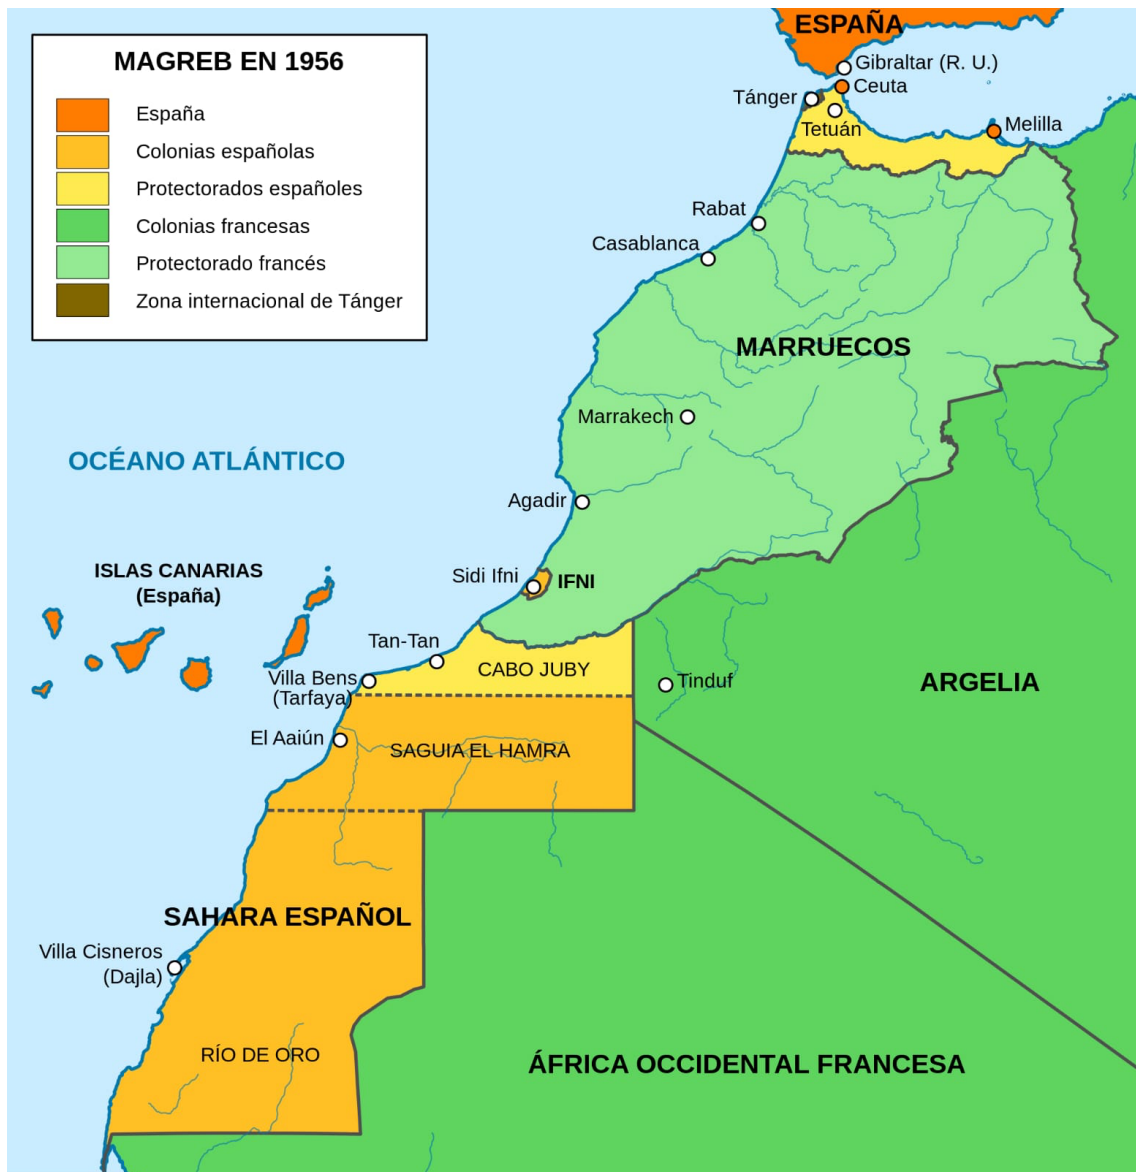 MAGREB EN 1956
España
Colonias españolas
Protectorados españoles
Colonias francesas
Protectorado francés
Zona internacional de Tánger
ESPAÑA
Gibraltar (R. U.)
Ceuta
Tánger
Tetuán
Melilla
Rabat
Casablanca
MARRUECOS
Marrakech
OCÉANO ATLÁNTICO
Agadir
ISLAS CANARIAS
(España)
Sidi Ifni
IFNI
Tan-Tan
CABO JUBY
Villa Bens
(Tarfaya)
Tinduf
ARGELIA
El Aaiún
SAGUIA EL HAMRA
SAHARA ESPAÑOL
Villa Cisneros
(Dajla)
RÍO DE ORO
ÁFRICA OCCIDENTAL FRANCESA